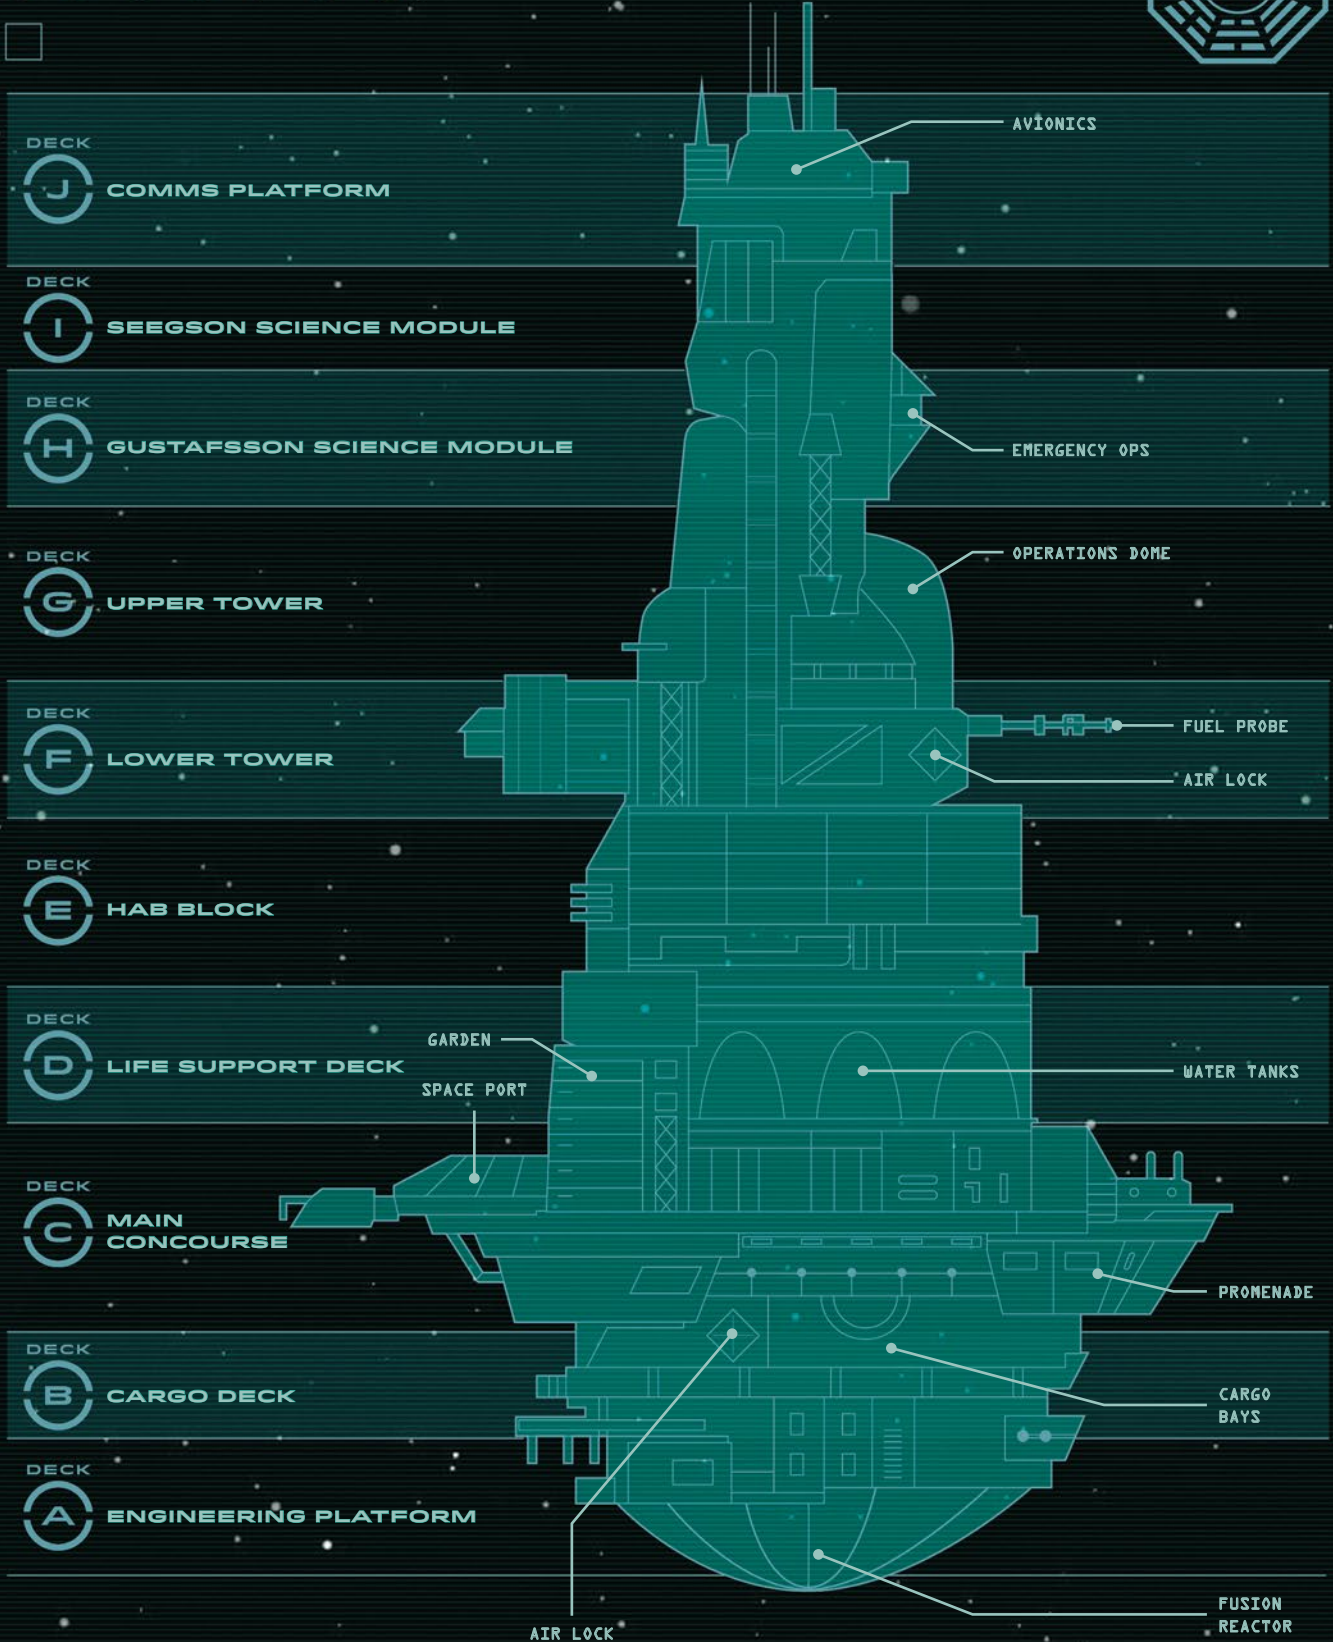 AVIONICS
DECK
J COMMS PLATFORM
DECK
I SEEGSON SCIENCE MODULE
DECK
H GUSTAFSSON SCIENCE MODULE
EMERGENCY OPS
OPERATIONS DOME
DECK
G UPPER TOWER
DECK
F LOWER TOWER
FUEL PROBE
AIR LOCK
DECK
E HAB BLOCK
DECK
D LIFE SUPPORT DECK
GARDEN
SPACE PORT
WATER TANKS
DECK
C MAIN
CONCOURSE
PROMENADE
DECK
B CARGO DECK
CARGO
BAYS
DECK
A ENGINEERING PLATFORM
FUSION
REACTOR
AIR LOCK